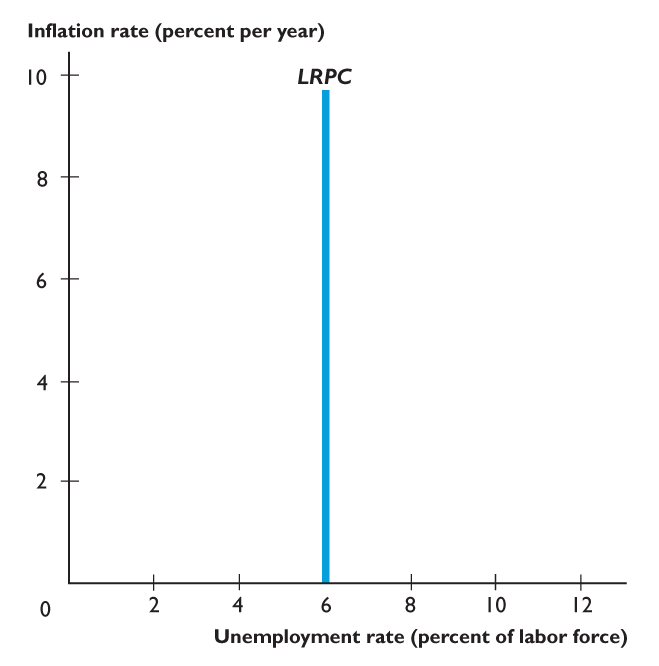 Inflation rate (percent per year)
10
LRPC
8
6
4
2
0
2 4 6 8 10 12
Unemployment rate (percent of labor force)